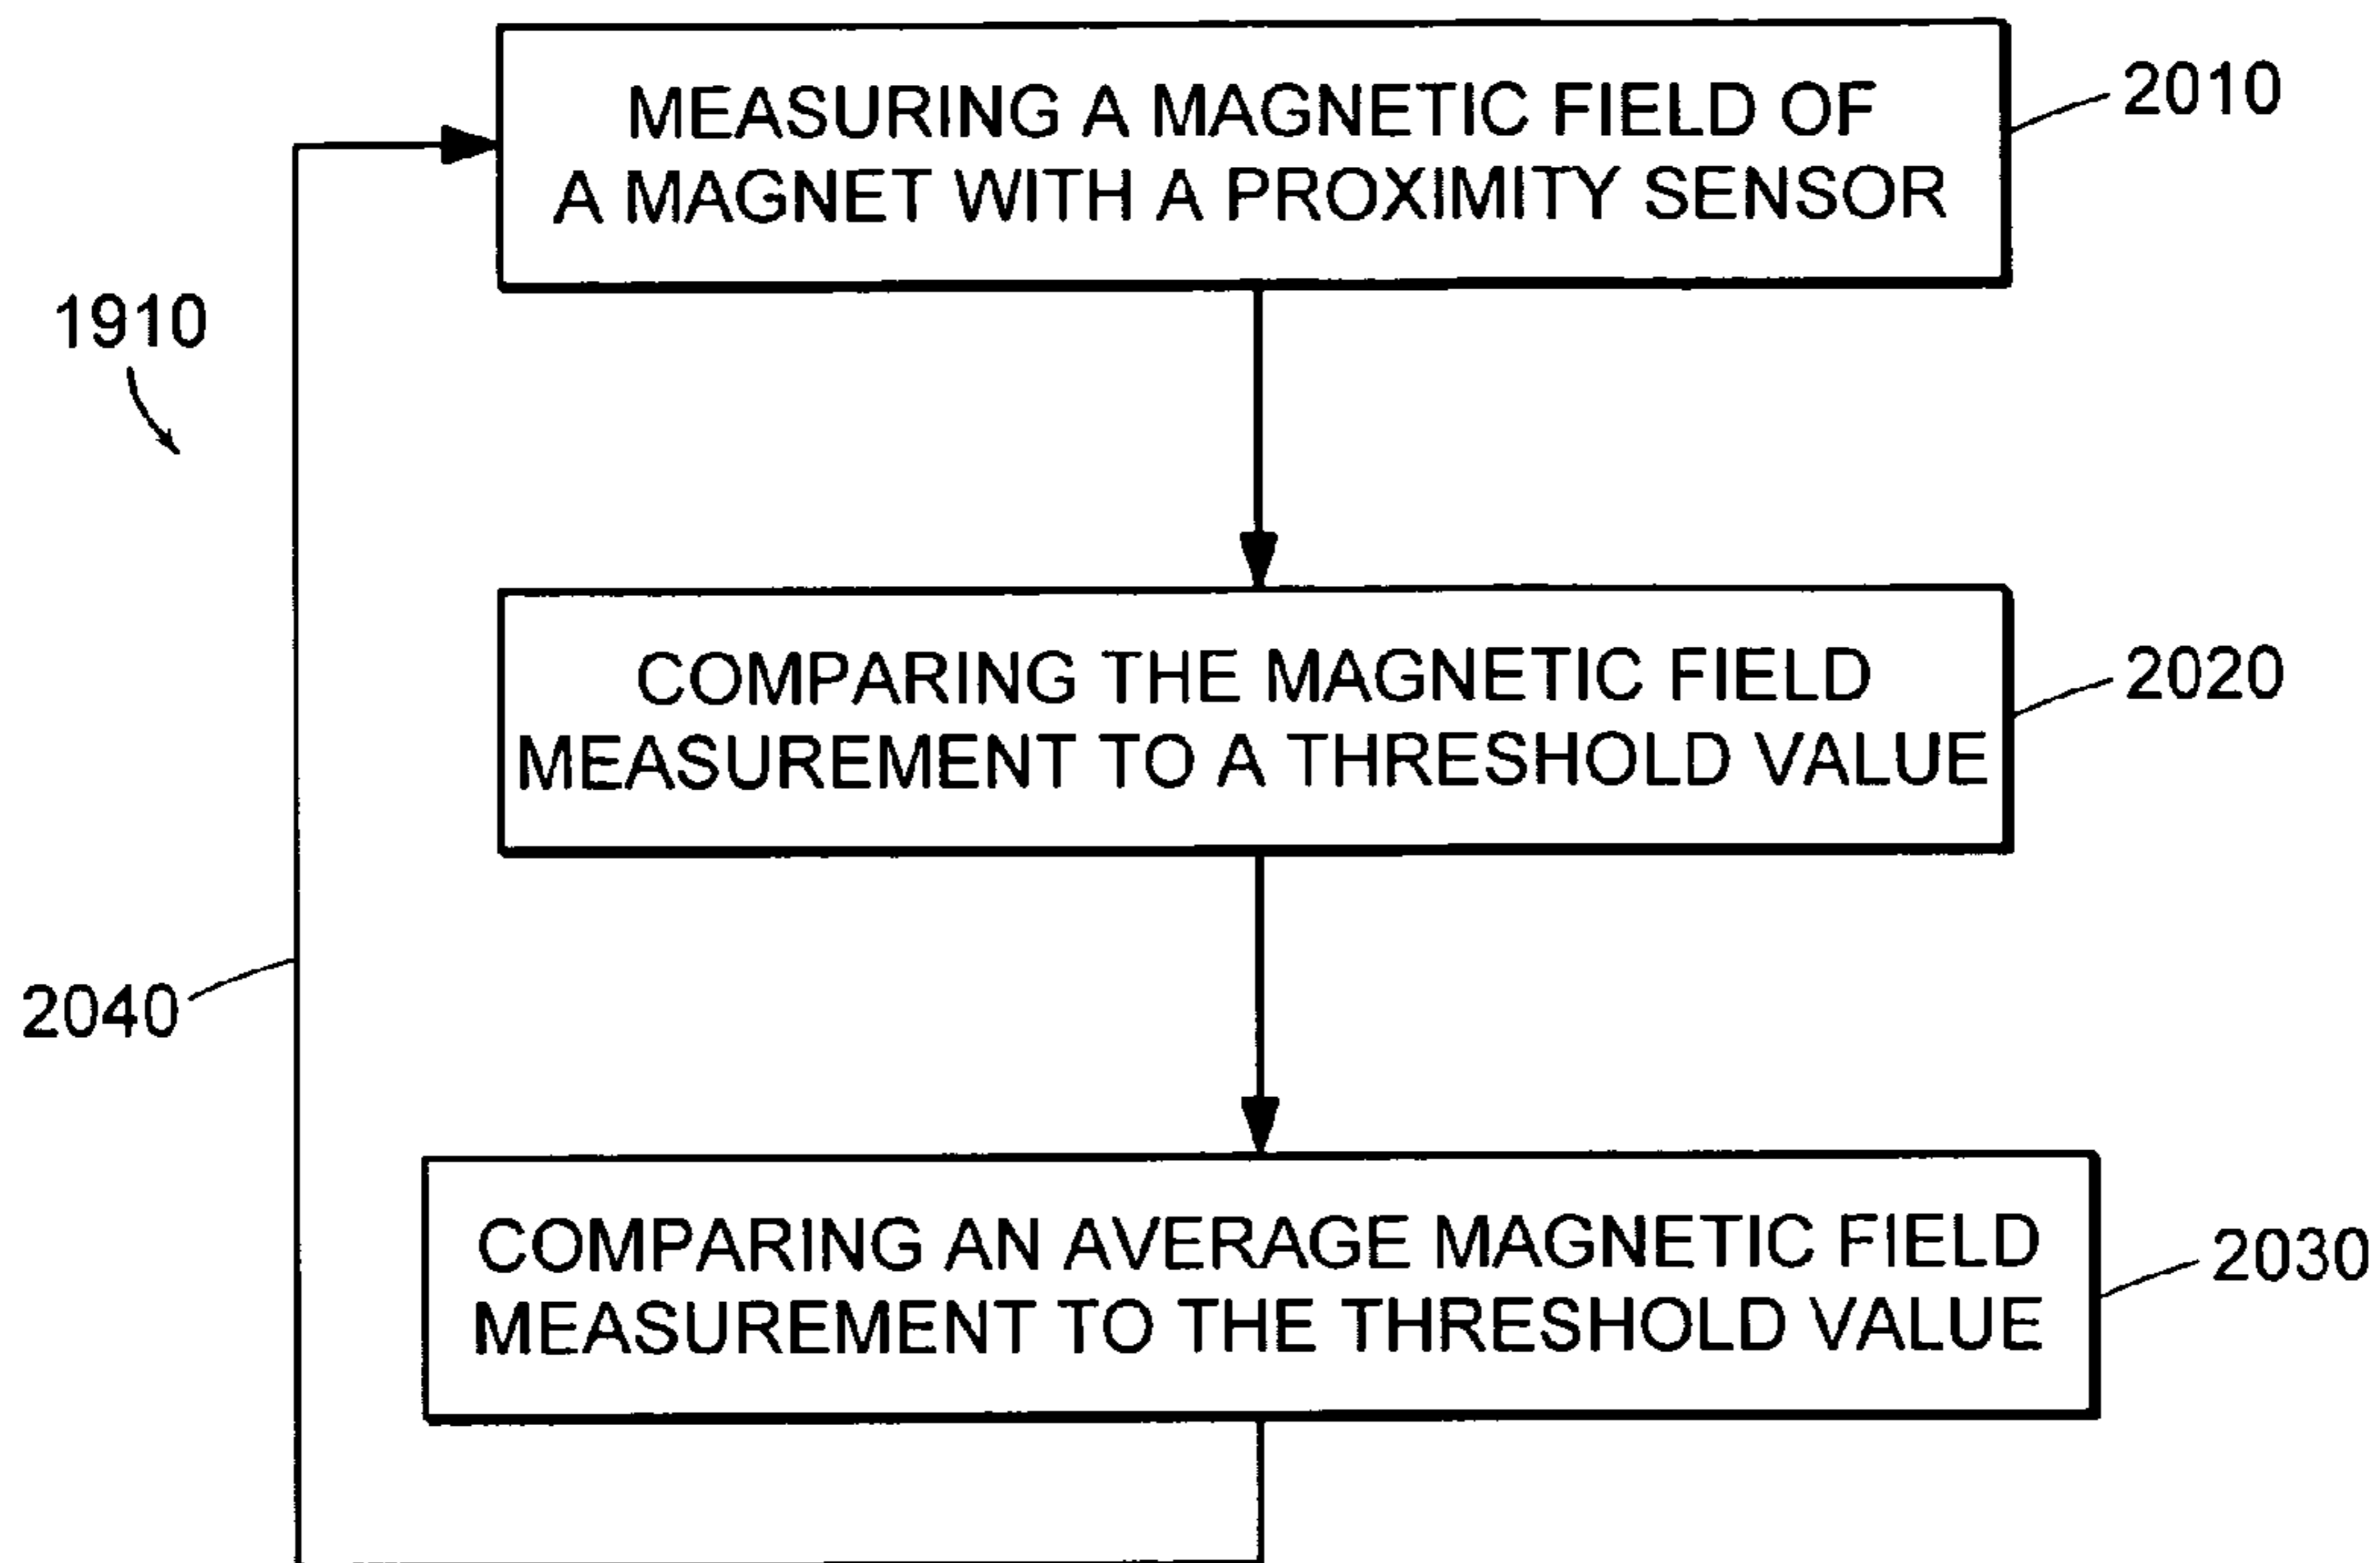 MEASURING A MAGNETIC FIELD OF
A MAGNET WITH A PROXIMITY SENSOR
2010
1910
COMPARING THE MAGNETIC FIELD
MEASUREMENT TO A THRESHOLD VALUE
2020
2040
COMPARING AN AVERAGE MAGNETIC FIELD
MEASUREMENT TO THE THRESHOLD VALUE
2030